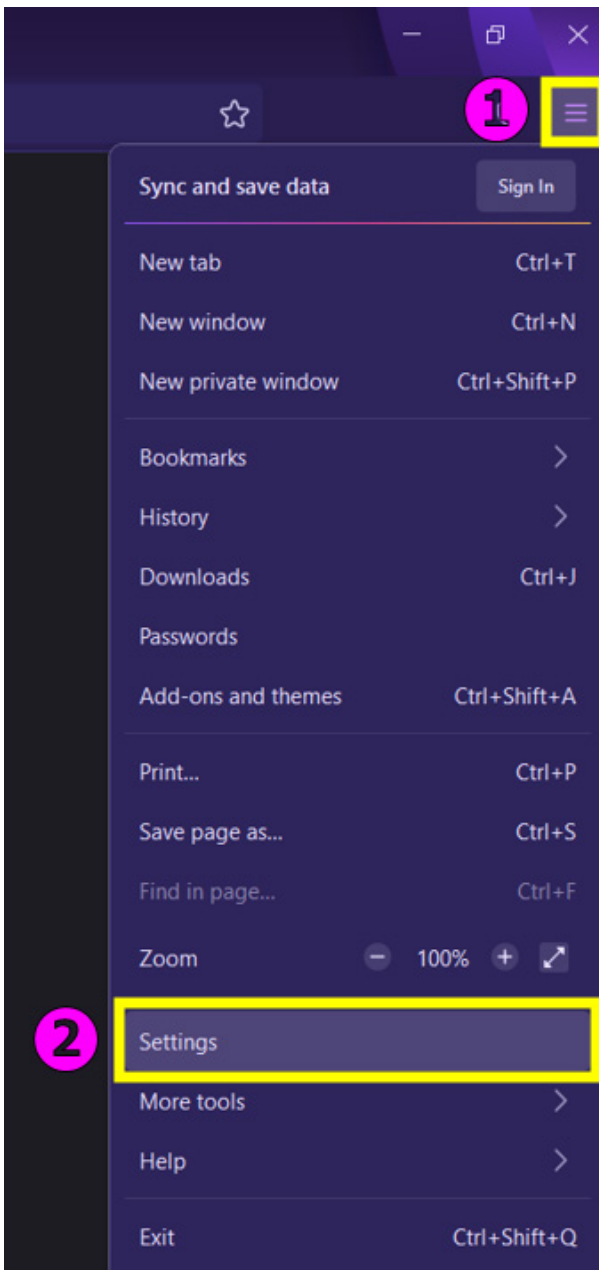 1
Sync and save data Sign In
New tab Ctrl+T
New window Ctrl+N
New private window Ctrl+Shift+P
Bookmarks
History
Downloads Ctrl+J
Passwords
Add-ons and themes Ctrl+Shift+A
Print... Ctrl+P
Save page as... Ctrl+S
Find in page... Ctrl+F
Zoom 100%
2 Settings
More tools
Help
Exit Ctrl+Shift+Q